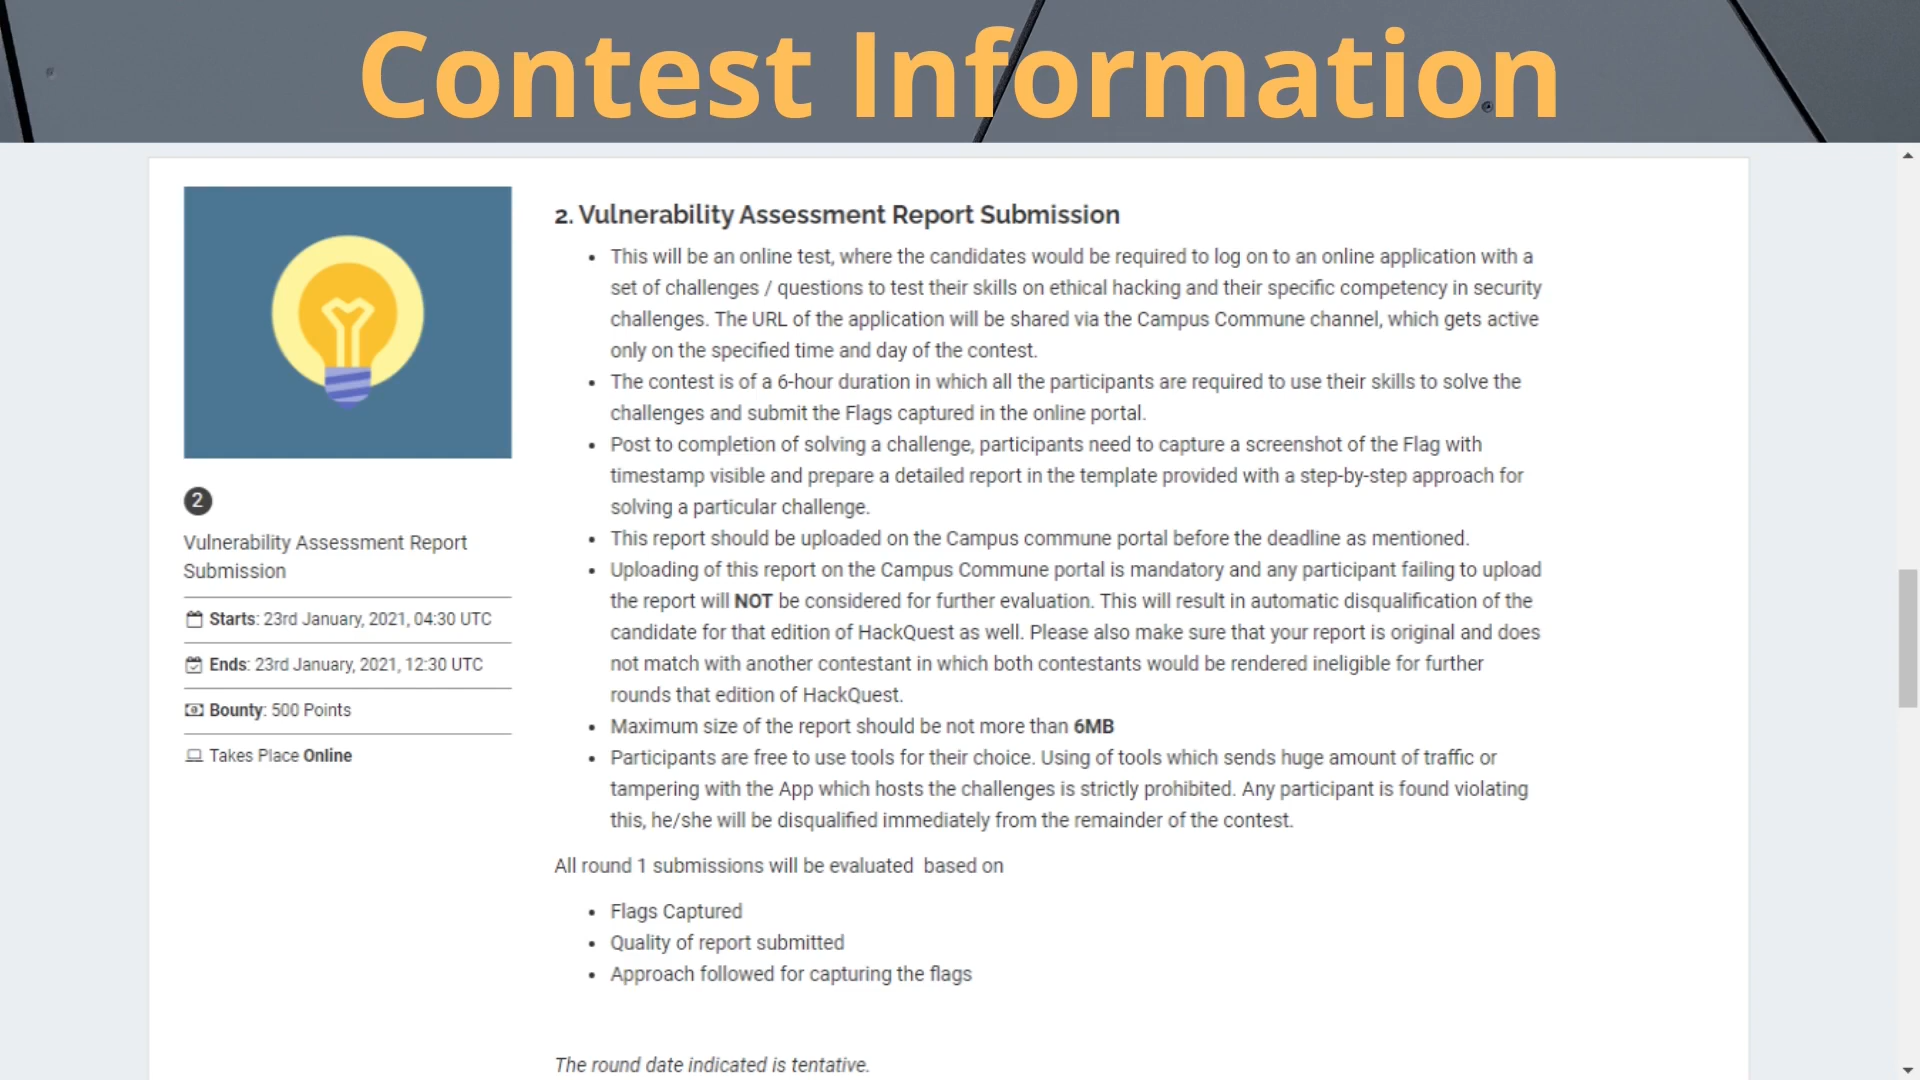 Contest Information
2
Vulnerability Assessment Report
Submission
Starts: 23rd January, 2021, 04:30 UTC
Ends: 23rd January, 2021, 12:30 UTC
Bounty: 500 Points
Takes Place Online
2. Vulnerability Assessment Report Submission
• This will be an online test, where the candidates would be required to log on to an online application with a
set of challenges / questions to test their skills on ethical hacking and their specific competency in security
challenges. The URL of the application will be shared via the Campus Commune channel, which gets active
only on the specified time and day of the contest.
• The contest is of a 6-hour duration in which all the participants are required to use their skills to solve the
challenges and submit the Flags captured in the online portal.
• Post to completion of solving a challenge, participants need to capture a screenshot of the Flag with
timestamp visible and prepare a detailed report in the template provided with a step-by-step approach for
solving a particular challenge.
• This report should be uploaded on the Campus commune portal before the deadline as mentioned.
• Uploading of this report on the Campus Commune portal is mandatory and any participant failing to upload
the report will NOT be considered for further evaluation. This will result in automatic disqualification of the
candidate for that edition of HackQuest as well. Please also make sure that your report is original and does
not match with another contestant in which both contestants would be rendered ineligible for further
rounds that edition of HackQuest.
• Maximum size of the report should be not more than 6MB
• Participants are free to use tools for their choice. Using of tools which sends huge amount of traffic or
tampering with the App which hosts the challenges is strictly prohibited. Any participant is found violating
this, he/she will be disqualified immediately from the remainder of the contest.
All round 1 submissions will be evaluated  based on
• Flags Captured
• Quality of report submitted
• Approach followed for capturing the flags
The round date indicated is tentative.